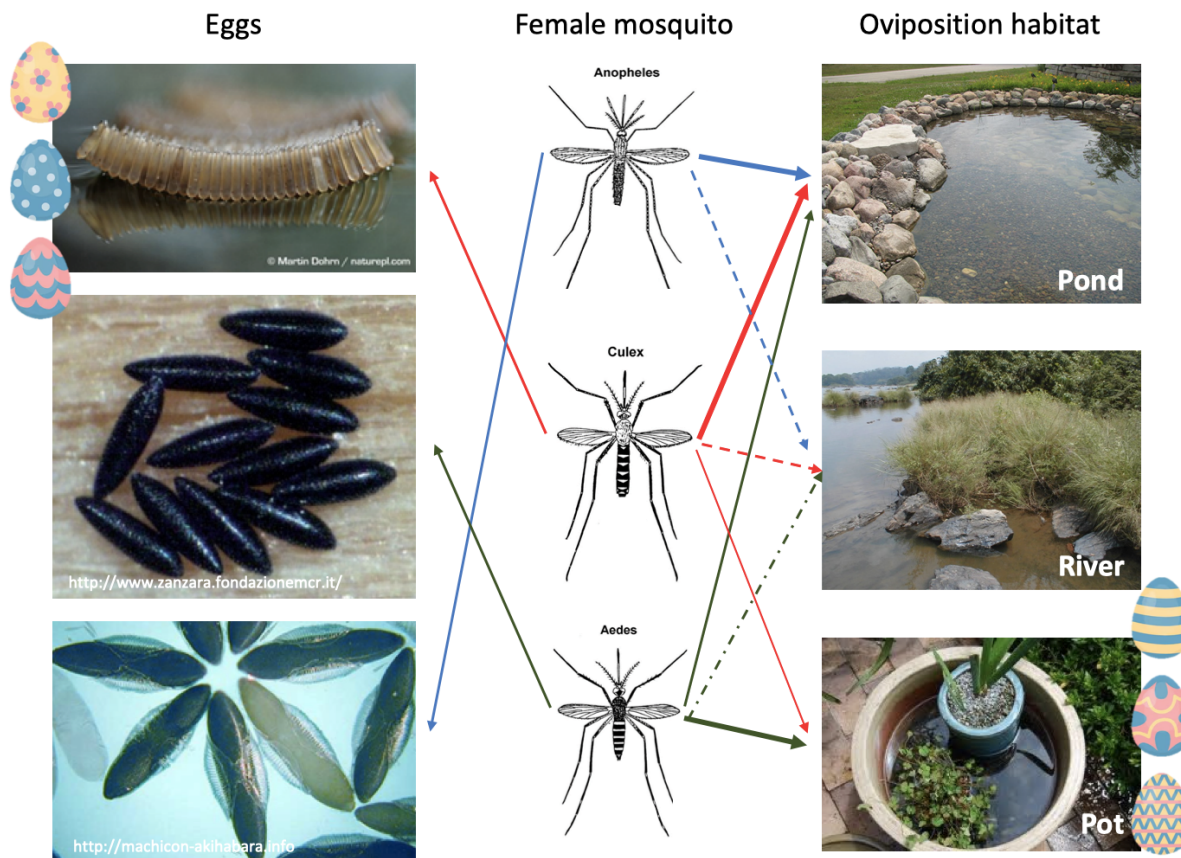 Eggs
Female mosquito
Oviposition habitat
Anopheles
© Martin Dohrn / naturepl.com
Pond
Culex
http://www.zanzara.fondazionemcr.it/
River
Aedes
http://machicon-akihabara.info
Pot